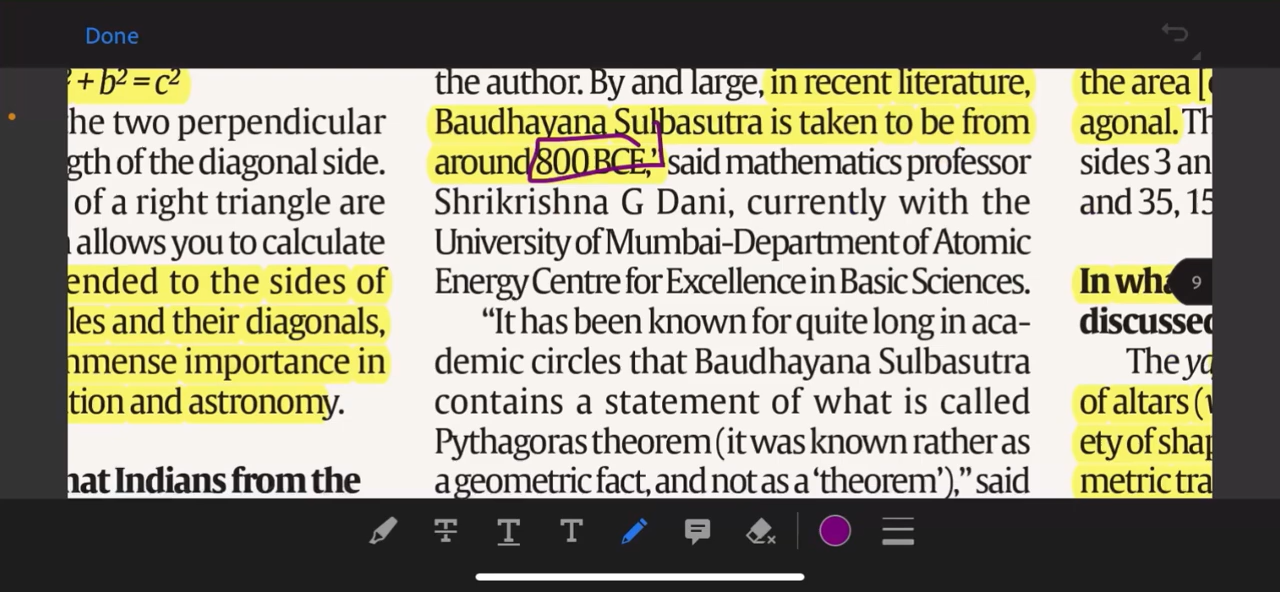 Done
² + b² = c²
he two perpendicular
gth of the diagonal side.
of a right triangle are
allows you to calculate
ended to the sides of
les and their diagonals,
mmense importance in
tion and astronomy.
hat Indians from the
the author. By and large, in recent literature,
Baudhayana Sulbasutra is taken to be from
around 800 BCE,” said mathematics professor
Shrikrishna G Dani, currently with the
University of Mumbai-Department of Atomic
Energy Centre for Excellence in Basic Sciences.
“It has been known for quite long in aca-
demic circles that Baudhayana Sulbasutra
contains a statement of what is called
Pythagoras theorem (it was known rather as
a geometric fact, and not as a ‘theorem’),” said
the area [
agonal. Th
sides 3 an
and 35, 15
In wha
discussed
The ya
of altars (
ety of shap
metric tra
9
T T T